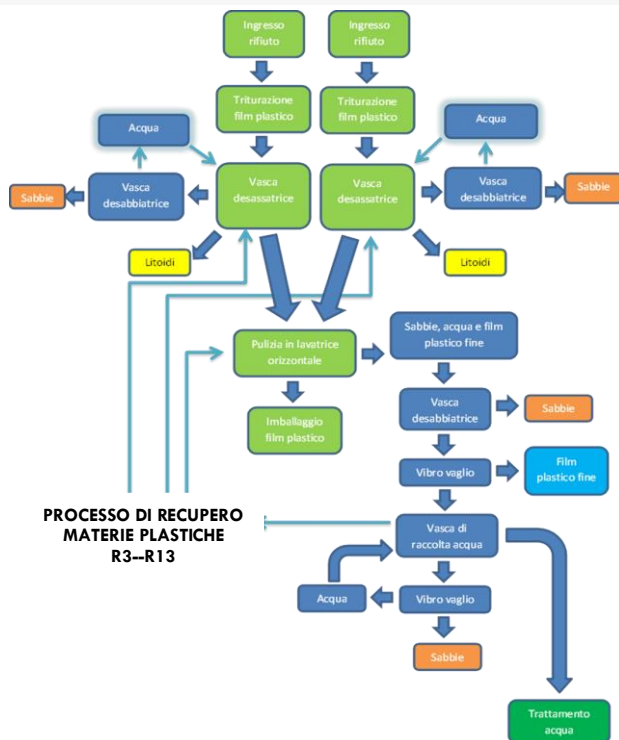 Ingresso
rifiuto
Ingresso
rifiuto
Triturazione
film plastico
Triturazione
film plastico
Acqua
Acqua
Vasca
desassatrice
Vasca
desassatrice
Sabbie
Vasca
desabbiatrice
Vasca
desabbiatrice
Sabbie
Litoidi
Litoidi
Pulizia in lavatrice
orizzontale
Sabbie, acqua e film
plastico fine
Imballaggio
film plastico
Vasca
desabbiatrice
Sabbie
Vibro vaglio
Film
plastico fine
PROCESSO DI RECUPERO
MATERIE PLASTICHE
R3--R13
Vasca di
raccolta acqua
Acqua
Vibro vaglio
Sabbie
Trattamento
acqua